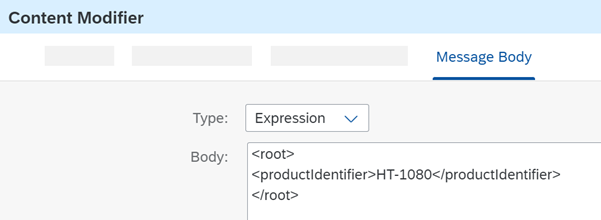 Content Modifier
Message Body
Type: Expression
Body: <root>
<productIdentifier>HT-1080</productIdentifier>
</root>